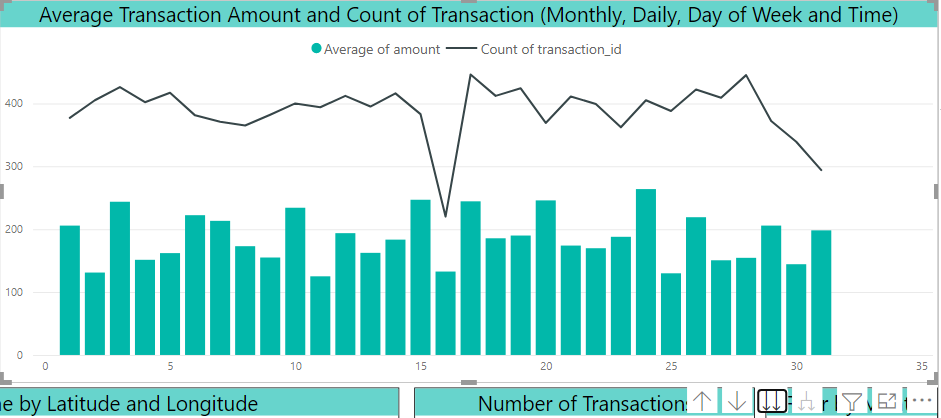 Average Transaction Amount and Count of Transaction (Monthly, Daily, Day of Week and Time)
Average of amount Count of transaction_id
400
300
200
100
0
0 5 10 15 20 25 30 35
e by Latitude and Longitude
Number of Transactions